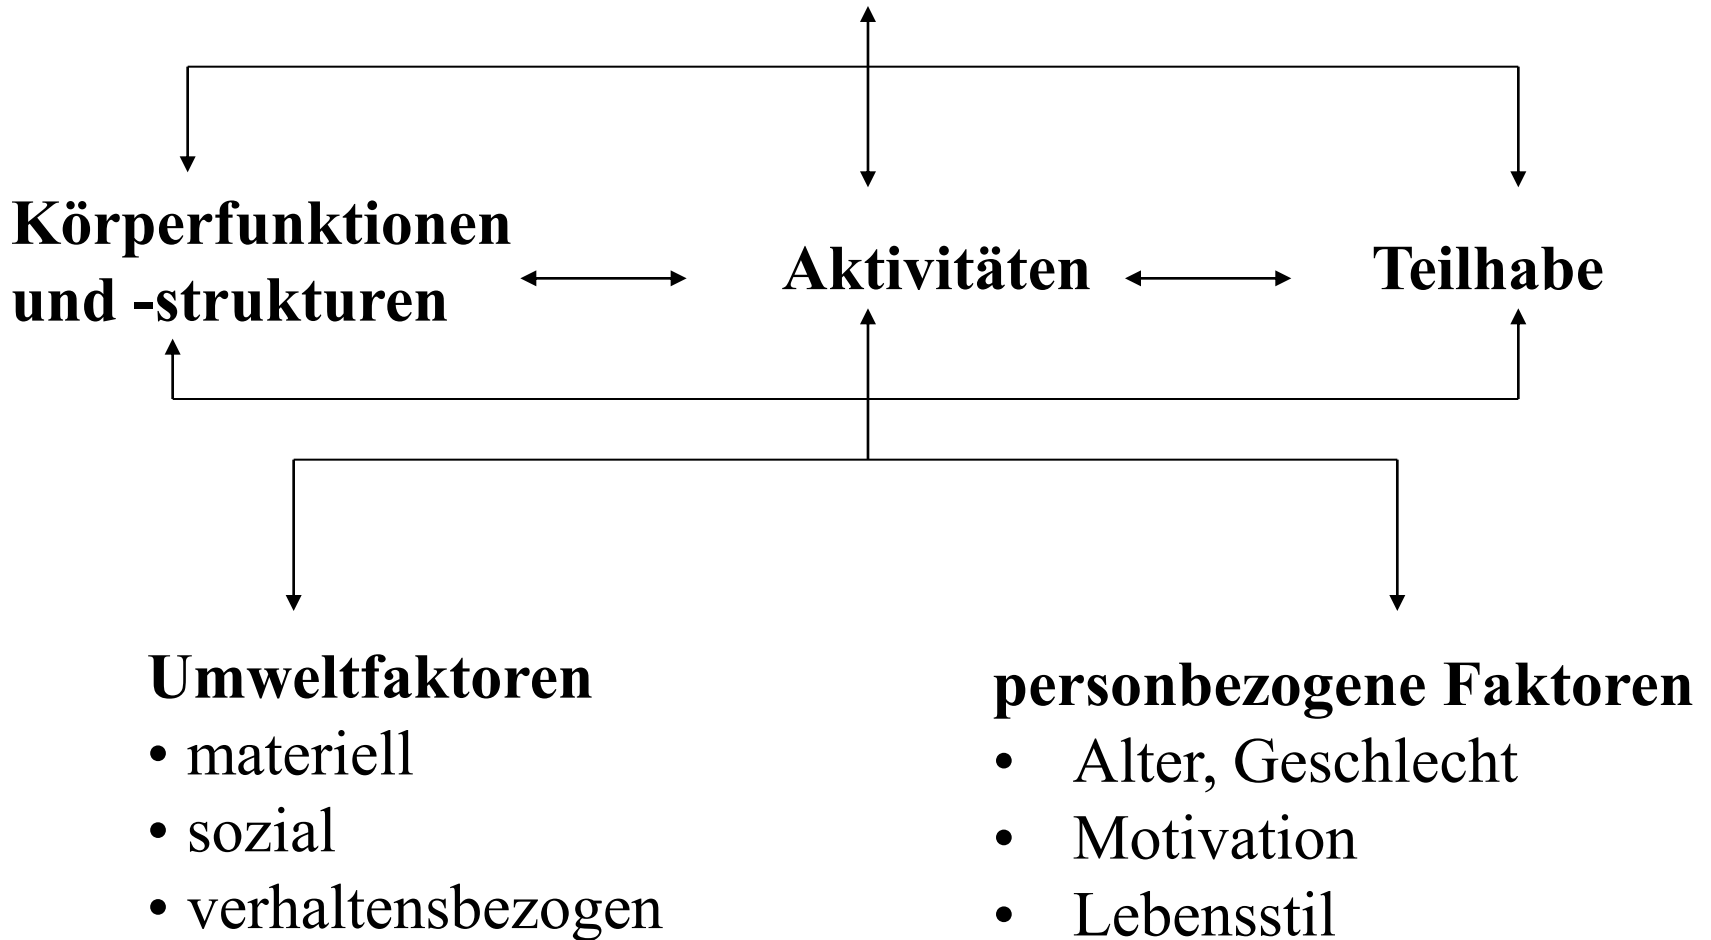 Körperfunktionen
und -strukturen
Aktivitäten
Teilhabe
Umweltfaktoren
• materiell
• sozial
• verhaltensbezogen
personbezogene Faktoren
• Alter, Geschlecht
• Motivation
• Lebensstil